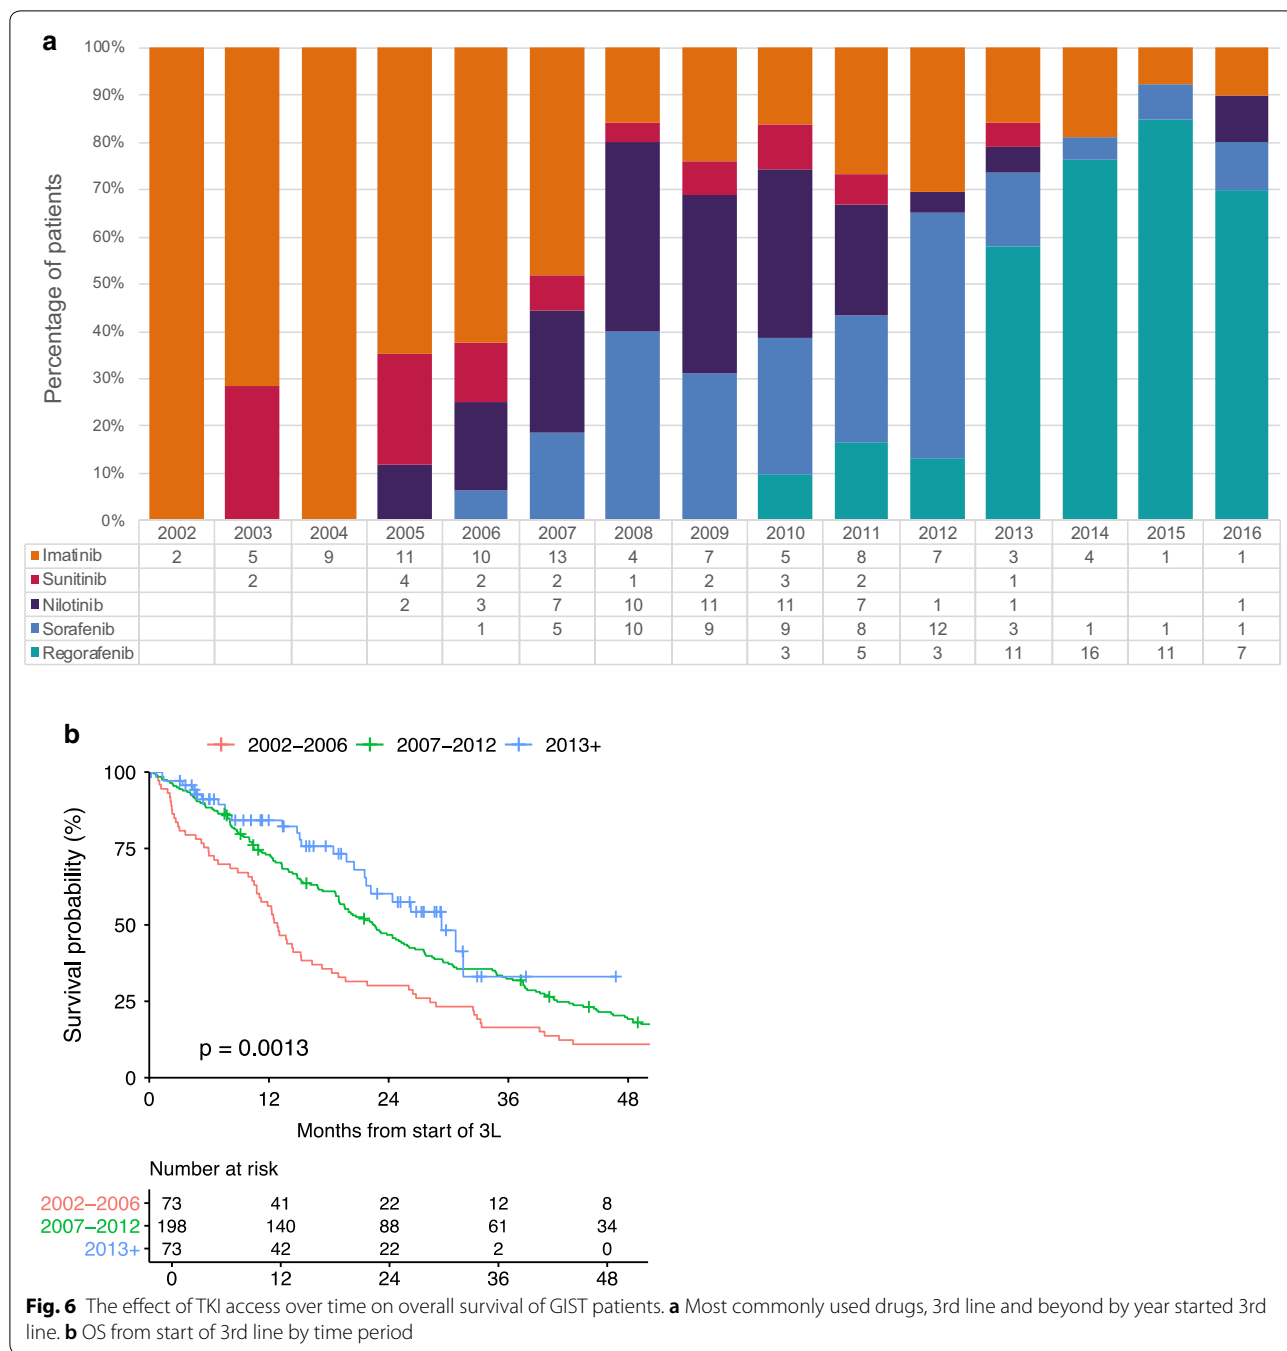 a
100%
90%
80%
70%
60%
50%
40%
30%
20%
10%
0%
Percentage of patients
2002 2003 2004 2005 2006 2007 2008 2009 2010 2011 2012 2013 2014 2015 2016
Imatinib 2 5 9 11 10 13 4 7 5 8 7 3 4 1 1
Sunitinib 2 4 2 2 1 2 3 2 1
Nilotinib 2 3 7 10 11 11 7 1 1 1
Sorafenib 1 5 10 9 9 8 12 3 1 1 1
Regorafenib 3 5 3 11 16 11 7
b
2002–2006 2007–2012 2013+
100
75
50
25
0
Survival probability (%)
p = 0.0013
0 12 24 36 48
Months from start of 3L
Number at risk
2002–2006 73 41 22 12 8
2007–2012 198 140 88 61 34
2013+ 73 42 22 2 0
0 12 24 36 48
Fig. 6 The effect of TKI access over time on overall survival of GIST patients. a Most commonly used drugs, 3rd line and beyond by year started 3rd
line. b OS from start of 3rd line by time period